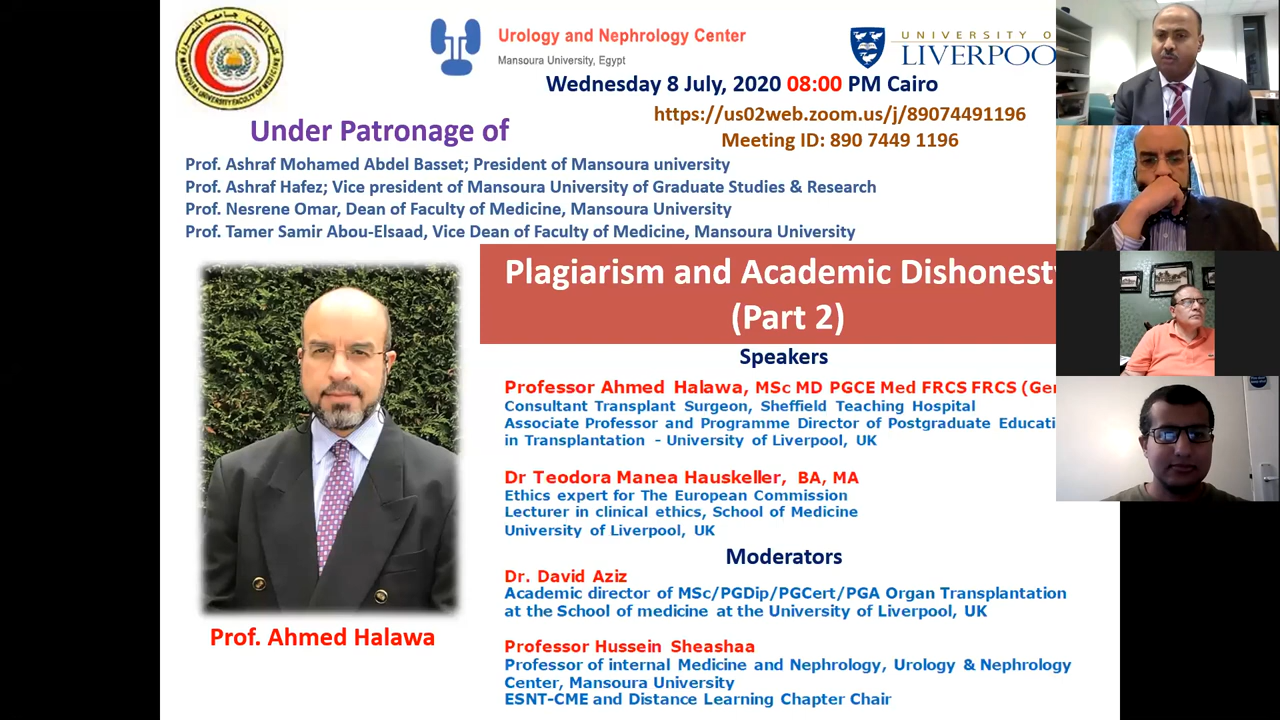 Urology and Nephrology Center
Mansoura University, Egypt
UNIVERSITY O
LIVERPOO
Wednesday 8 July, 2020 08:00 PM Cairo
https://us02web.zoom.us/j/89074491196
Meeting ID: 890 7449 1196
Under Patronage of
Prof. Ashraf Mohamed Abdel Basset; President of Mansoura university
Prof. Ashraf Hafez; Vice president of Mansoura University of Graduate Studies & Research
Prof. Nesrene Omar, Dean of Faculty of Medicine, Mansoura University
Prof. Tamer Samir Abou-Elsaad, Vice Dean of Faculty of Medicine, Mansoura University
Plagiarism and Academic Dishonesty
(Part 2)
Speakers
Professor Ahmed Halawa, MSc MD PGCE Med FRCS FRCS (Gen
Consultant Transplant Surgeon, Sheffield Teaching Hospital
Associate Professor and Programme Director of Postgraduate Educati
in Transplantation - University of Liverpool, UK
Dr Teodora Manea Hauskeller, BA, MA
Ethics expert for The European Commission
Lecturer in clinical ethics, School of Medicine
University of Liverpool, UK
Moderators
Dr. David Aziz
Academic director of MSc/PGDip/PGCert/PGA Organ Transplantation
at the School of medicine at the University of Liverpool, UK
Professor Hussein Sheashaa
Professor of internal Medicine and Nephrology, Urology & Nephrology
Center, Mansoura University
ESNT-CME and Distance Learning Chapter Chair
Prof. Ahmed Halawa
MANSOURA UNIVERSITY FACULTY OF MEDICINE